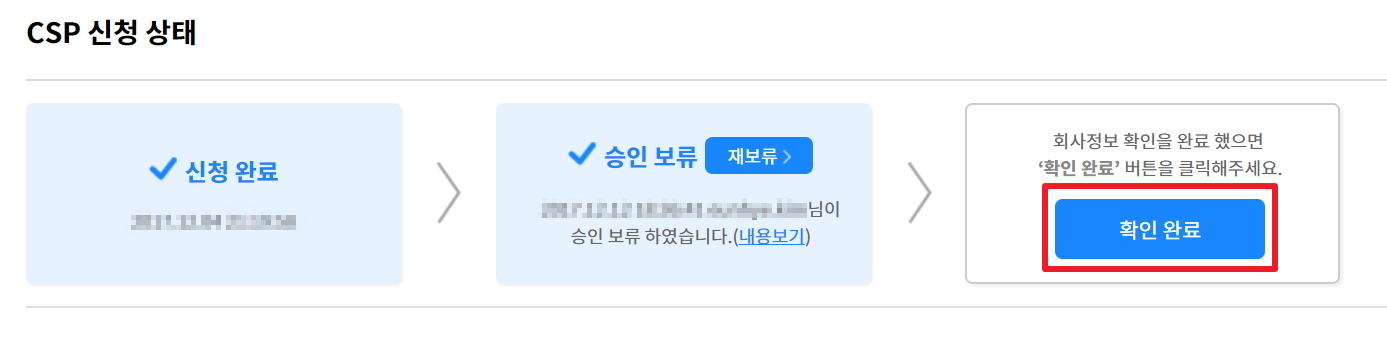 CSP 신청 상태
신청 완료
승인 보류 재보류
님이
승인 보류 하였습니다.(내용보기)
회사정보 확인을 완료 했으면
‘확인 완료’ 버튼을 클릭해주세요.
확인 완료